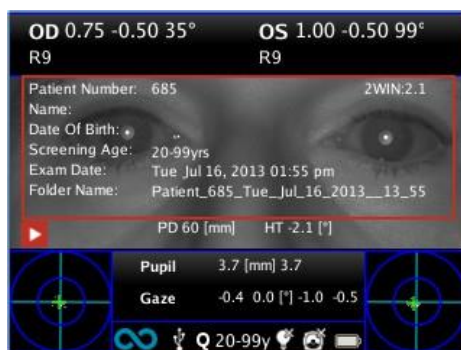 OD 0.75 -0.50 35° OS 1.00 -0.50 99°
R9 R9
Patient Number: 685 2WIN:2.1
Name:
Date Of Birth:
Screening Age: 20-99yrs
Exam Date: Tue Jul 16, 2013 01:55 pm
Folder Name: Patient_685_Tue_Jul_16_2013__13_55
PD 60 [mm] HT -2.1 [°]
Pupil 3.7 [mm] 3.7
Gaze -0.4 0.0 [°] -1.0 -0.5
Q 20-99y